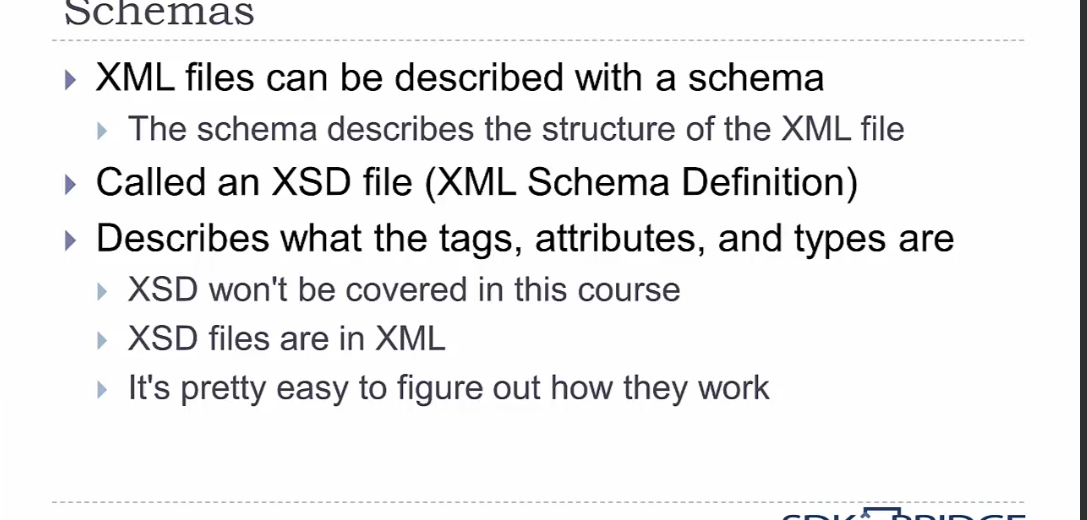 Schemas
XML files can be described with a schema
The schema describes the structure of the XML file
Called an XSD file (XML Schema Definition)
Describes what the tags, attributes, and types are
XSD won't be covered in this course
XSD files are in XML
It's pretty easy to figure out how they work
SDK BRIDGE